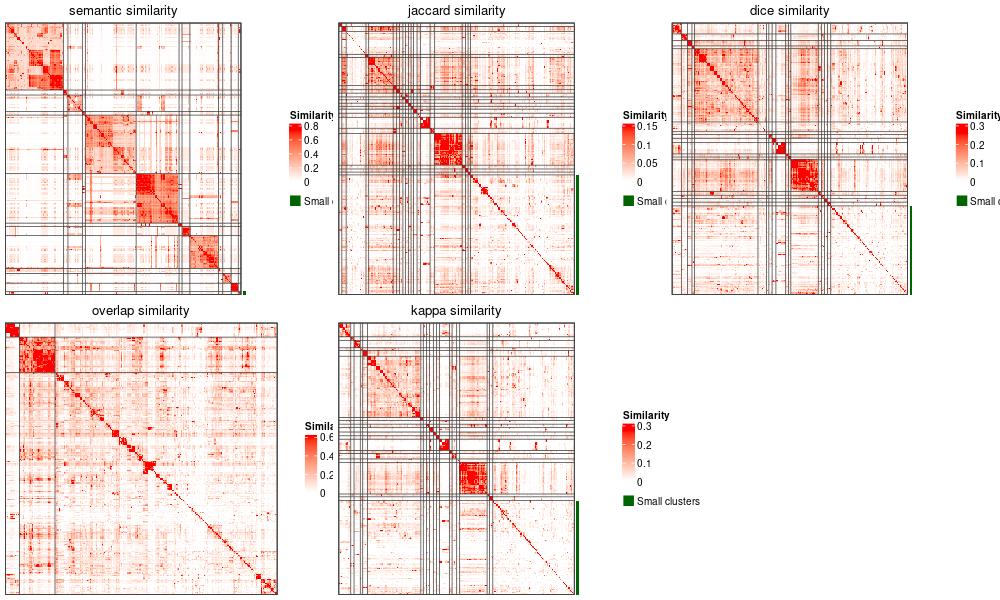 semantic similarity
Similarity
0.8
0.6
0.4
0.2
0
Small
jaccard similarity
Similarity
0.15
0.1
0.05
0
Small
dice similarity
Similarity
0.3
0.2
0.1
0
Small c
overlap similarity
Simila
0.6
0.4
0.2
0
kappa similarity
Similarity
0.3
0.2
0.1
0
Small clusters